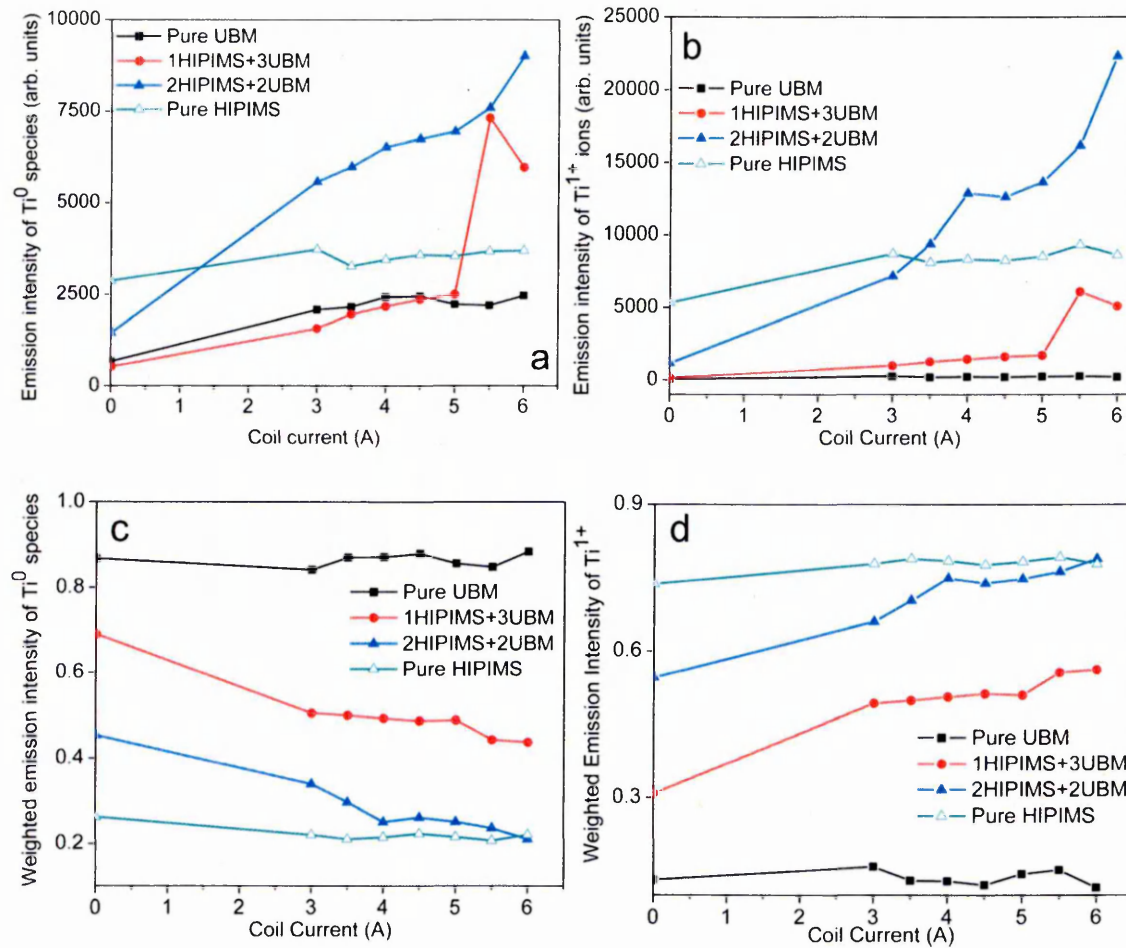 Emission intensity of Ti⁰ species (arb. units)
10000
7500
5000
2500
0
Pure UBM
1HIPIMS+3UBM
2HIPIMS+2UBM
Pure HIPIMS
a
0 1 2 3 4 5 6
Coil current (A)
Emission intensity of Ti¹⁺ ions (arb. units)
25000
20000
15000
10000
5000
0
b
Pure UBM
1HIPIMS+3UBM
2HIPIMS+2UBM
Pure HIPIMS
0 1 2 3 4 5 6
Coil Current (A)
Weighted emission intensity of Ti⁰ species
1.0
0.8
0.6
0.4
0.2
c
Pure UBM
1HIPIMS+3UBM
2HIPIMS+2UBM
Pure HIPIMS
0 1 2 3 4 5 6
Coil Current (A)
Weighted Emission Intensity of Ti¹⁺
0.9
0.6
0.3
d
Pure UBM
1HIPIMS+3UBM
2HIPIMS+2UBM
Pure HIPIMS
0 1 2 3 4 5 6
Coil Current (A)